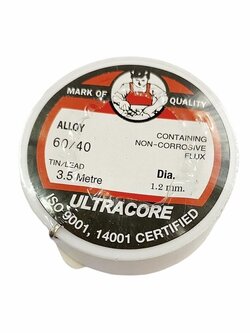 MARK OF QUALITY
ALLOY
60/40
TIN/LEAD
3.5 Metre
CONTAINING
NON-CORROSIVE
FLUX
Dia.
1.2 mm.
ULTRACORE
ISO 9001, 14001 CERTIFIED